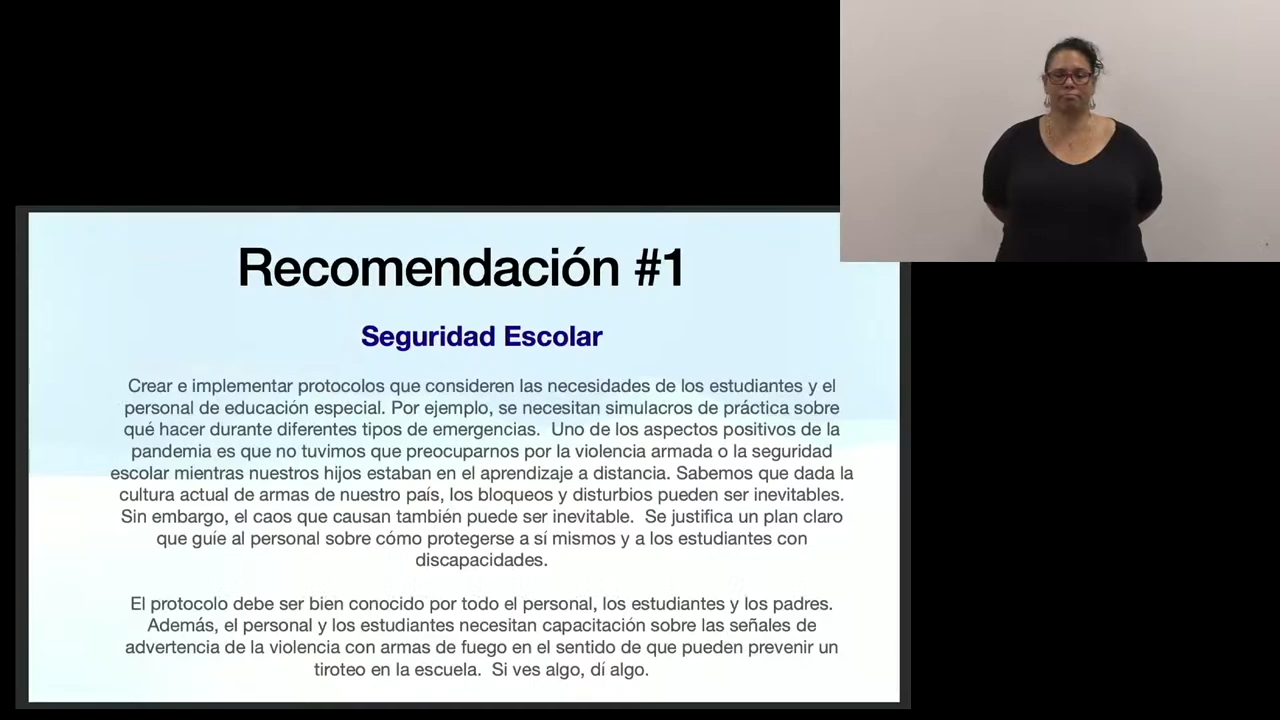 Recomendación #1
Seguridad Escolar
Crear e implementar protocolos que consideren las necesidades de los estudiantes y el
personal de educación especial. Por ejemplo, se necesitan simulacros de práctica sobre
qué hacer durante diferentes tipos de emergencias.  Uno de los aspectos positivos de la
pandemia es que no tuvimos que preocuparnos por la violencia armada o la seguridad
escolar mientras nuestros hijos estaban en el aprendizaje a distancia. Sabemos que dada la
cultura actual de armas de nuestro país, los bloqueos y disturbios pueden ser inevitables.
Sin embargo, el caos que causan también puede ser inevitable.  Se justifica un plan claro
que guíe al personal sobre cómo protegerse a sí mismos y a los estudiantes con
discapacidades.
El protocolo debe ser bien conocido por todo el personal, los estudiantes y los padres.
Además, el personal y los estudiantes necesitan capacitación sobre las señales de
advertencia de la violencia con armas de fuego en el sentido de que pueden prevenir un
tiroteo en la escuela.  Si ves algo, dí algo.